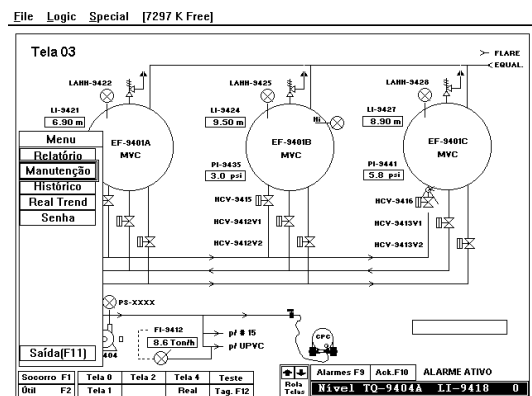 File Logic Special [7297 K Free]
Tela 03
FLARE
EQUAL.
LAHH-9422
LAHH-9425
LAHH-9428
LI-9421
6.90 m
LI-9424
9.50 m
Hi
LI-9427
8.90 m
EF-9401A
MVC
EF-9401B
MVC
EF-9401C
MVC
Menu
Relatório
Manutenção
Histórico
Real Trend
Senha
Saída(F11)
PI-9435
3.0 psi
PI-9441
5.8 psi
HCV-9415
HCV-9412V1
HCV-9412V2
HCV-9416
HCV-9413V1
HCV-9413V2
PS-XXXX
404
FI-9412
8.6 Ton/h
p/ # 15
p/ UPVC
CPC
Socorro F1 Tela 0 Tela 2 Tela 4 Teste
Útil F2 Tela 1 Real Tag. F12
Rola
Telas
Alarmes F9 Ack.F10 ALARME ATIVO
Nível TQ-9404A LI-9418 0